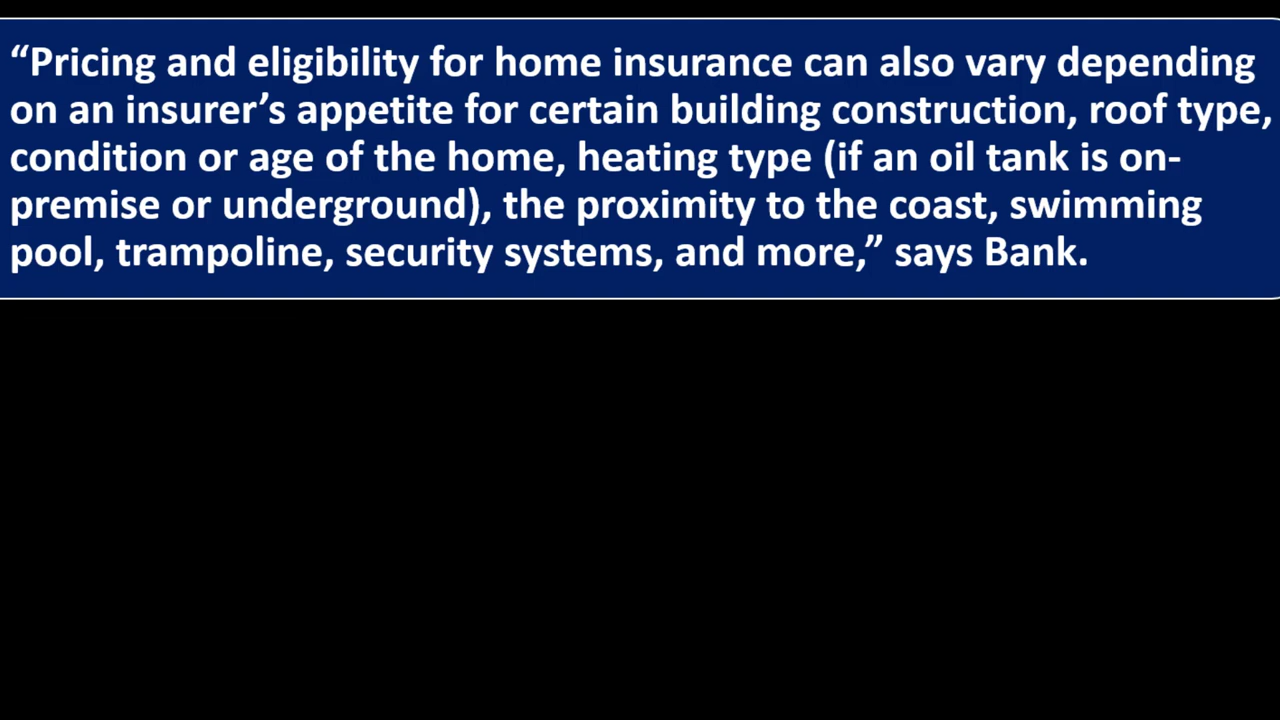 “Pricing and eligibility for home insurance can also vary depending
on an insurer’s appetite for certain building construction, roof type,
condition or age of the home, heating type (if an oil tank is on-
premise or underground), the proximity to the coast, swimming
pool, trampoline, security systems, and more,” says Bank.